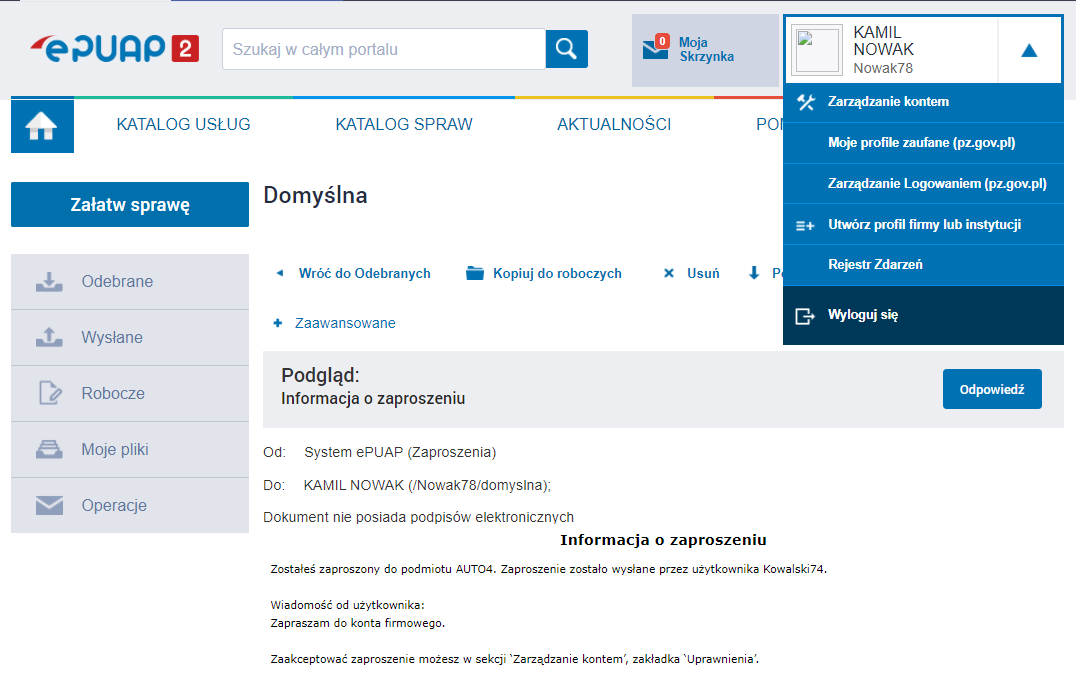 ePUAP 2
Szukaj w całym portalu
0
Moja
Skrzynka
KAMIL
NOWAK
Nowak78
Zarządzanie kontem
Moje profile zaufane (pz.gov.pl)
Zarządzanie Logowaniem (pz.gov.pl)
Utwórz profil firmy lub instytucji
Rejestr Zdarzeń
Wyloguj się
KATALOG USŁUG
KATALOG SPRAW
AKTUALNOŚCI
Załatw sprawę
Odebrane
Wysłane
Robocze
Moje pliki
Operacje
Domyślna
Wróć do Odebranych
Kopiuj do roboczych
Usuń
Zaawansowane
Podgląd:
Informacja o zaproszeniu
Odpowiedź
Od: System ePUAP (Zaproszenia)
Do: KAMIL NOWAK (/Nowak78/domyslna);
Dokument nie posiada podpisów elektronicznych
Informacja o zaproszeniu
Zostałeś zaproszony do podmiotu AUTO4. Zaproszenie zostało wysłane przez użytkownika Kowalski74.
Wiadomość od użytkownika:
Zapraszam do konta firmowego.
Zaakceptować zaproszenie możesz w sekcji 'Zarządzanie kontem', zakładka 'Uprawnienia'.